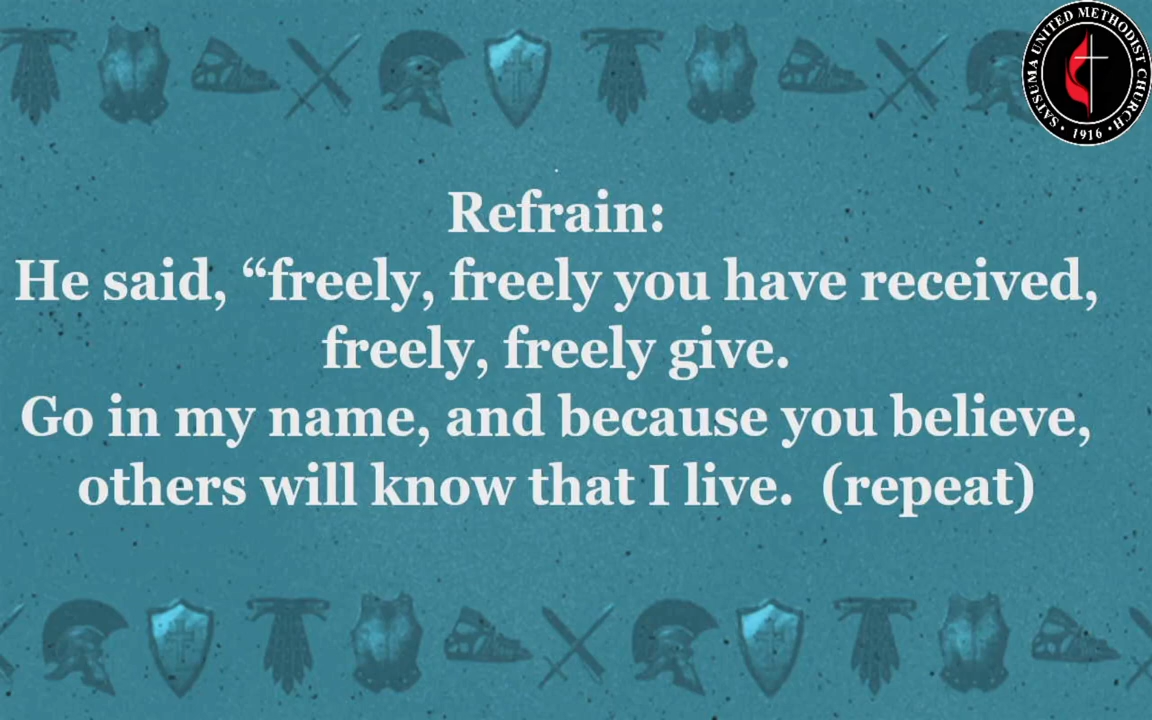 SATSUMA UNITED METHODIST CHURCH
• 1916 •
Refrain:
He said, “freely, freely you have received,
freely, freely give.
Go in my name, and because you believe,
others will know that I live.  (repeat)